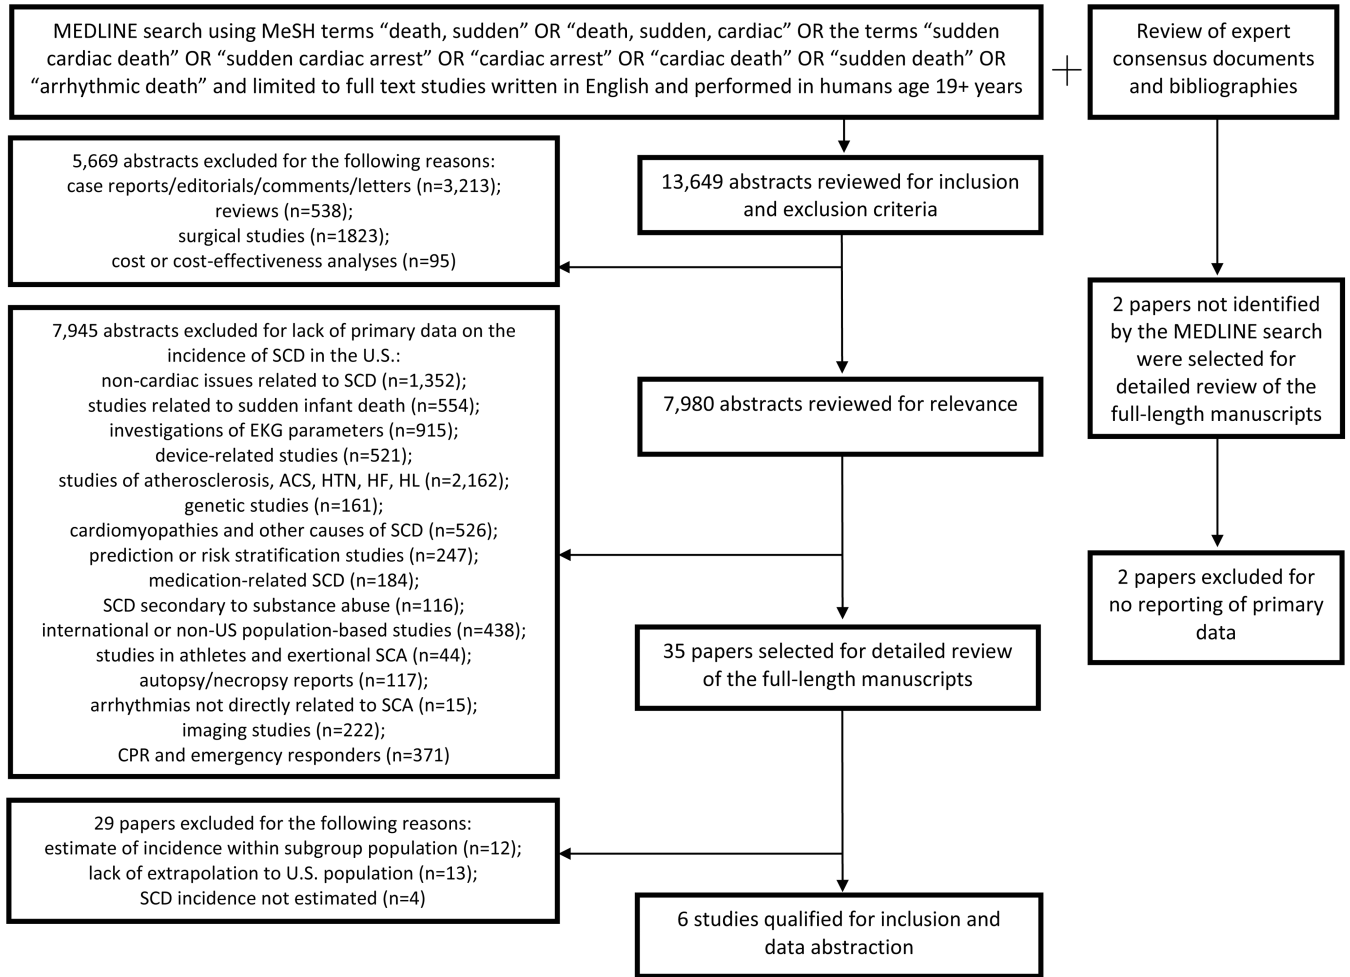 MEDLINE search using MeSH terms “death, sudden” OR “death, sudden, cardiac” OR the terms “sudden
cardiac death” OR “sudden cardiac arrest” OR “cardiac arrest” OR “cardiac death” OR “sudden death” OR
“arrhythmic death” and limited to full text studies written in English and performed in humans age 19+ years
+
Review of expert
consensus documents
and bibliographies
5,669 abstracts excluded for the following reasons:
case reports/editorials/comments/letters (n=3,213);
reviews (n=538);
surgical studies (n=1823);
cost or cost-effectiveness analyses (n=95)
13,649 abstracts reviewed for inclusion
and exclusion criteria
2 papers not identified
by the MEDLINE search
were selected for
detailed review of the
full-length manuscripts
7,945 abstracts excluded for lack of primary data on the
incidence of SCD in the U.S.:
non-cardiac issues related to SCD (n=1,352);
studies related to sudden infant death (n=554);
investigations of EKG parameters (n=915);
device-related studies (n=521);
studies of atherosclerosis, ACS, HTN, HF, HL (n=2,162);
genetic studies (n=161);
cardiomyopathies and other causes of SCD (n=526);
prediction or risk stratification studies (n=247);
medication-related SCD (n=184);
SCD secondary to substance abuse (n=116);
international or non-US population-based studies (n=438);
studies in athletes and exertional SCA (n=44);
autopsy/necropsy reports (n=117);
arrhythmias not directly related to SCA (n=15);
imaging studies (n=222);
CPR and emergency responders (n=371)
7,980 abstracts reviewed for relevance
2 papers excluded for
no reporting of primary
data
35 papers selected for detailed review
of the full-length manuscripts
29 papers excluded for the following reasons:
estimate of incidence within subgroup population (n=12);
lack of extrapolation to U.S. population (n=13);
SCD incidence not estimated (n=4)
6 studies qualified for inclusion and
data abstraction